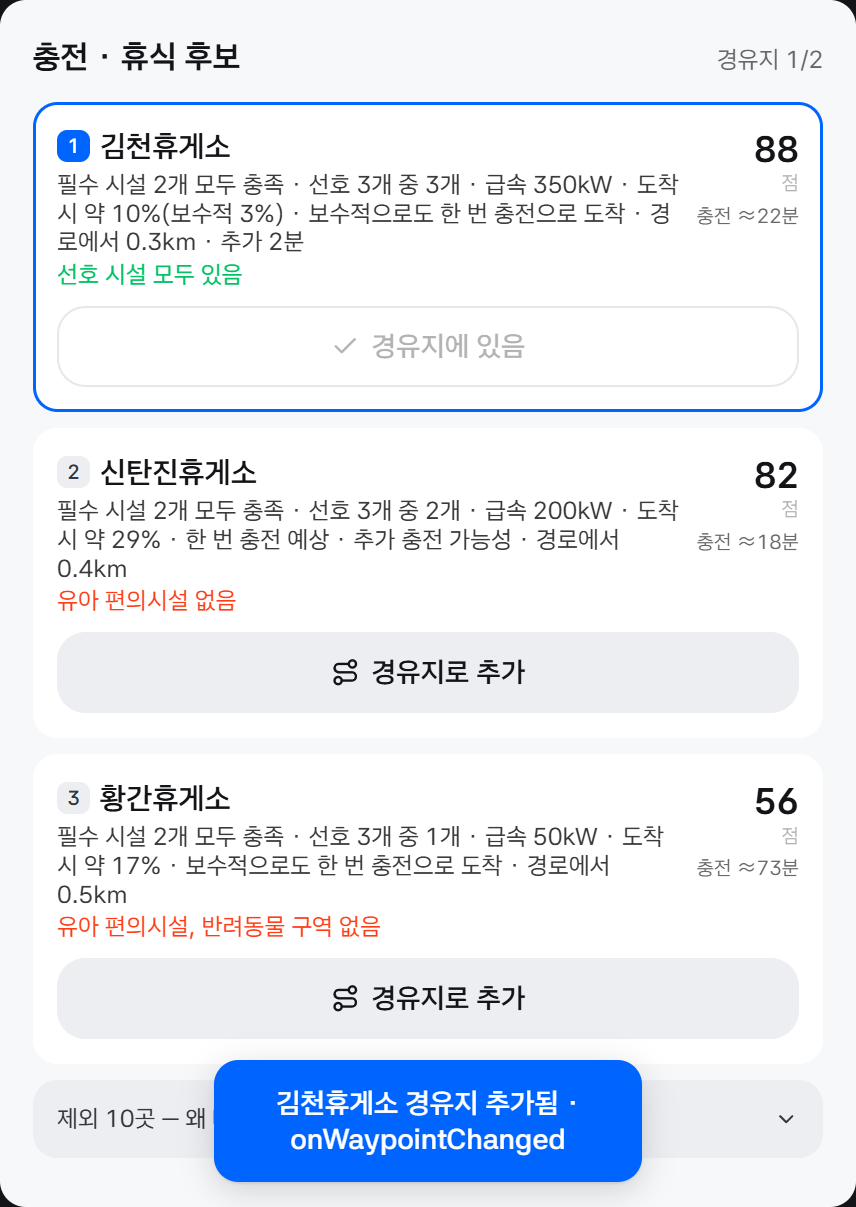 충전 · 휴식 후보
경유지 1/2
1 김천휴게소
88
필수 시설 2개 모두 충족 · 선호 3개 중 3개 · 급속 350kW · 도착
점
시 약 10%(보수적 3%) · 보수적으로도 한 번 충전으로 도착 · 경
충전 ≈22분
로에서 0.3km · 추가 2분
선호 시설 모두 있음
경유지에 있음
2 신탄진휴게소
82
필수 시설 2개 모두 충족 · 선호 3개 중 2개 · 급속 200kW · 도착
점
시 약 29% · 한 번 충전 예상 · 추가 충전 가능성 · 경로에서
충전 ≈18분
0.4km
유아 편의시설 없음
경유지로 추가
3 황간휴게소
56
필수 시설 2개 모두 충족 · 선호 3개 중 1개 · 급속 50kW · 도착
점
시 약 17% · 보수적으로도 한 번 충전으로 도착 · 경로에서
충전 ≈73분
0.5km
유아 편의시설, 반려동물 구역 없음
경유지로 추가
제외 10곳 — 왜
김천휴게소 경유지 추가됨 ·
onWaypointChanged